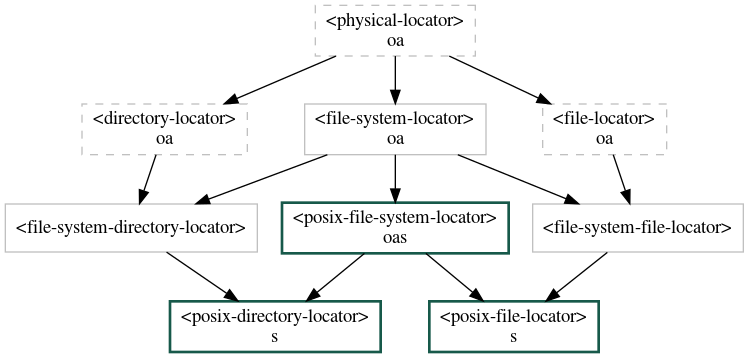 <physical-locator>
oa
<directory-locator>
oa
<file-system-locator>
oa
<file-locator>
oa
<file-system-directory-locator>
<posix-file-system-locator>
oas
<file-system-file-locator>
<posix-directory-locator>
s
<posix-file-locator>
s